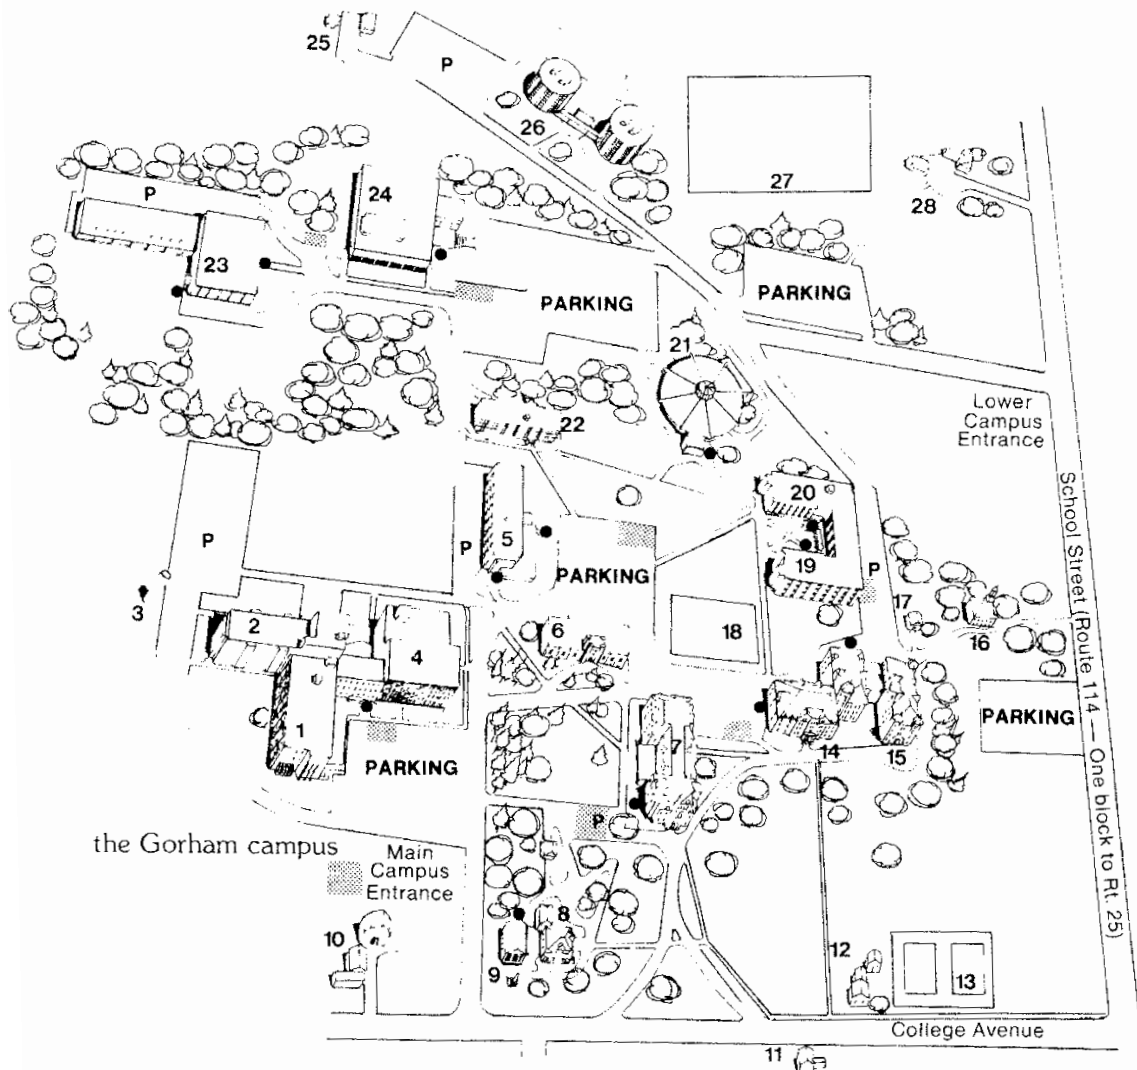 25
P
26
27
28
24
P
23
PARKING
PARKING
21
Lower
Campus
Entrance
22
20
5
P
P
PARKING
19
P
3
2
4
6
18
17
16
School Street (Route 114 — One block to Rt. 25)
1
7
14
15
PARKING
PARKING
P
the Gorham campus
Main
Campus
Entrance
8
10
9
12
13
College Avenue
11